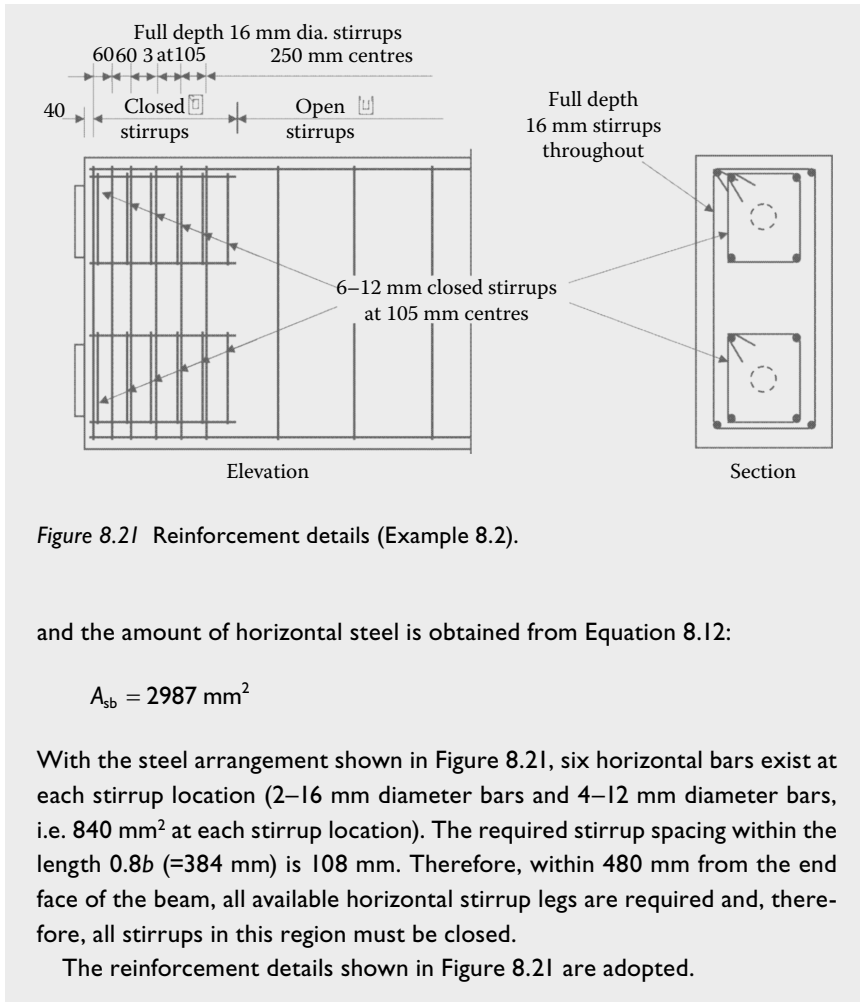 Full depth 16 mm dia. stirrups
60 60 3 at 105 250 mm centres
40
Closed Open
stirrups stirrups
Full depth
16 mm stirrups
throughout
6–12 mm closed stirrups
at 105 mm centres
Elevation
Section
Figure 8.21 Reinforcement details (Example 8.2).
and the amount of horizontal steel is obtained from Equation 8.12:
A_sb = 2987 mm²
With the steel arrangement shown in Figure 8.21, six horizontal bars exist at
each stirrup location (2–16 mm diameter bars and 4–12 mm diameter bars,
i.e. 840 mm² at each stirrup location). The required stirrup spacing within the
length 0.8b (=384 mm) is 108 mm. Therefore, within 480 mm from the end
face of the beam, all available horizontal stirrup legs are required and, there-
fore, all stirrups in this region must be closed.
The reinforcement details shown in Figure 8.21 are adopted.